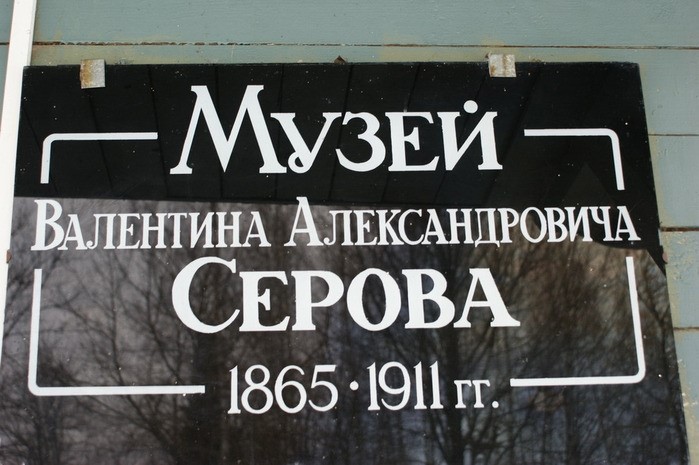 Музей
Валентина Александровича
Серова
1865·1911 гг.